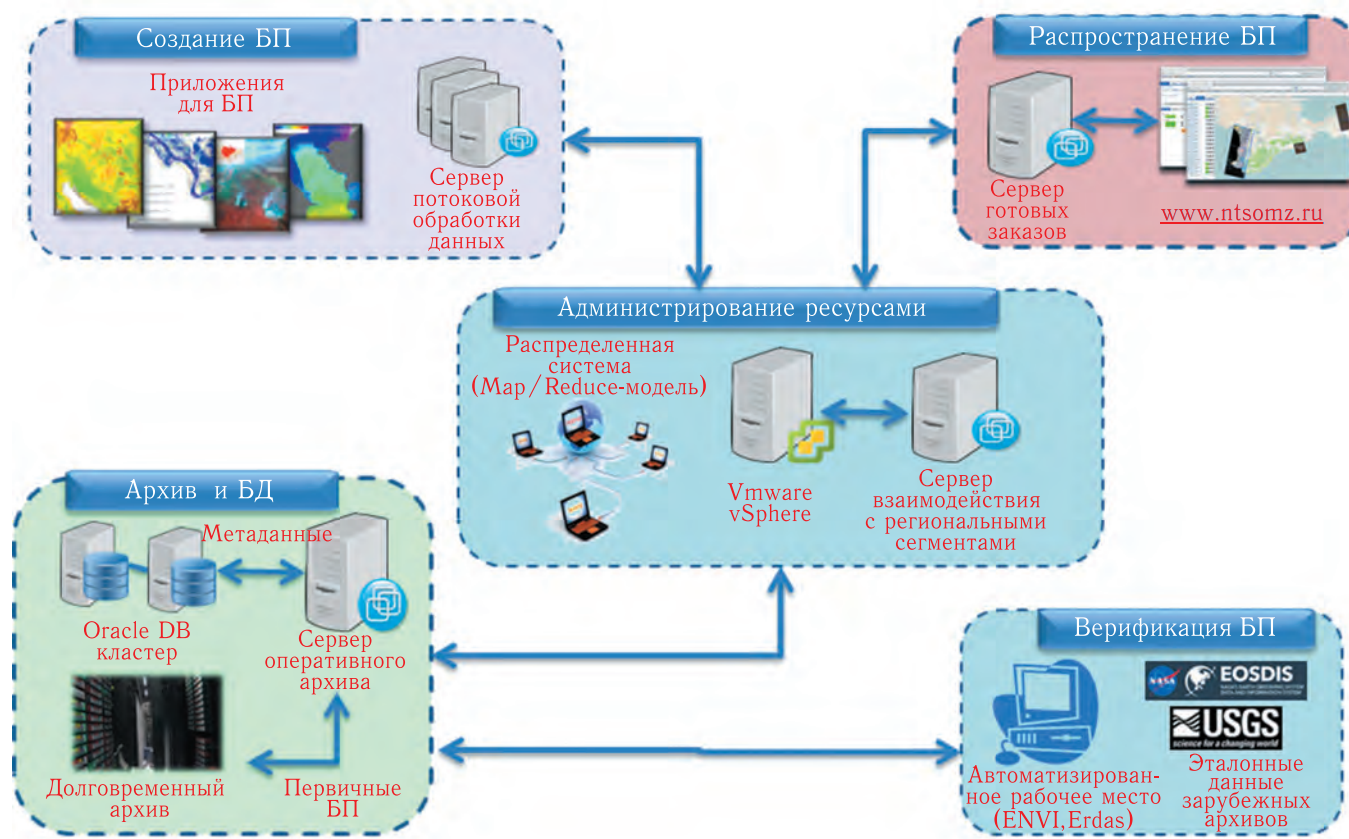 Создание БП
Приложения
для БП
Сервер
потоковой
обработки
данных
Распространение БП
Сервер
готовых
заказов
www.ntsomz.ru
Администрирование ресурсами
Распределенная
система
(Map/Reduce-модель)
Vmware
vSphere
Сервер
взаимодействия
с региональными
сегментами
Архив и БД
Метаданные
Oracle DB
кластер
Сервер
оперативного
архива
Долговременный
архив
Первичные
БП
Верификация БП
NASA
EOSDIS
USGS
science for a changing world
Автоматизирован-
ное рабочее место
(ENVI,Erdas)
Эталонные
данные
зарубежных
архивов